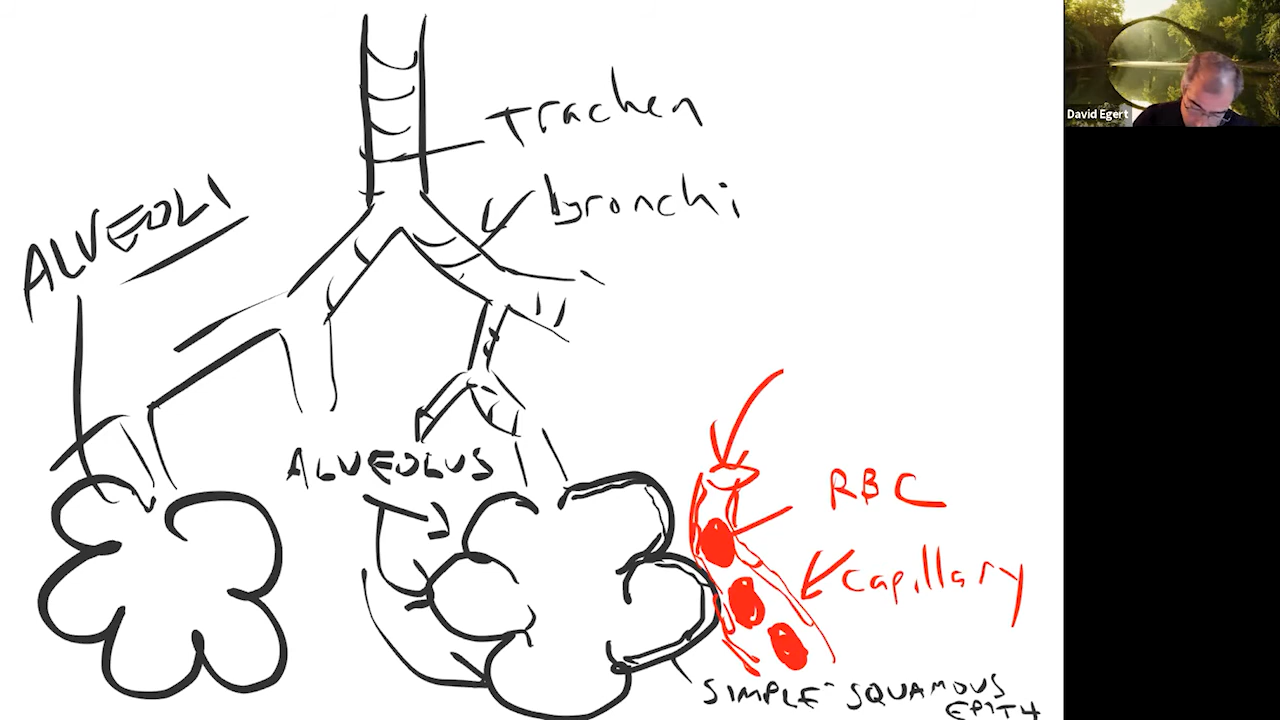 trachea
bronchi
ALVEOLI
ALVEOLUS
RBC
capillary
SIMPLE SQUAMOUS
EPITH
David Egert